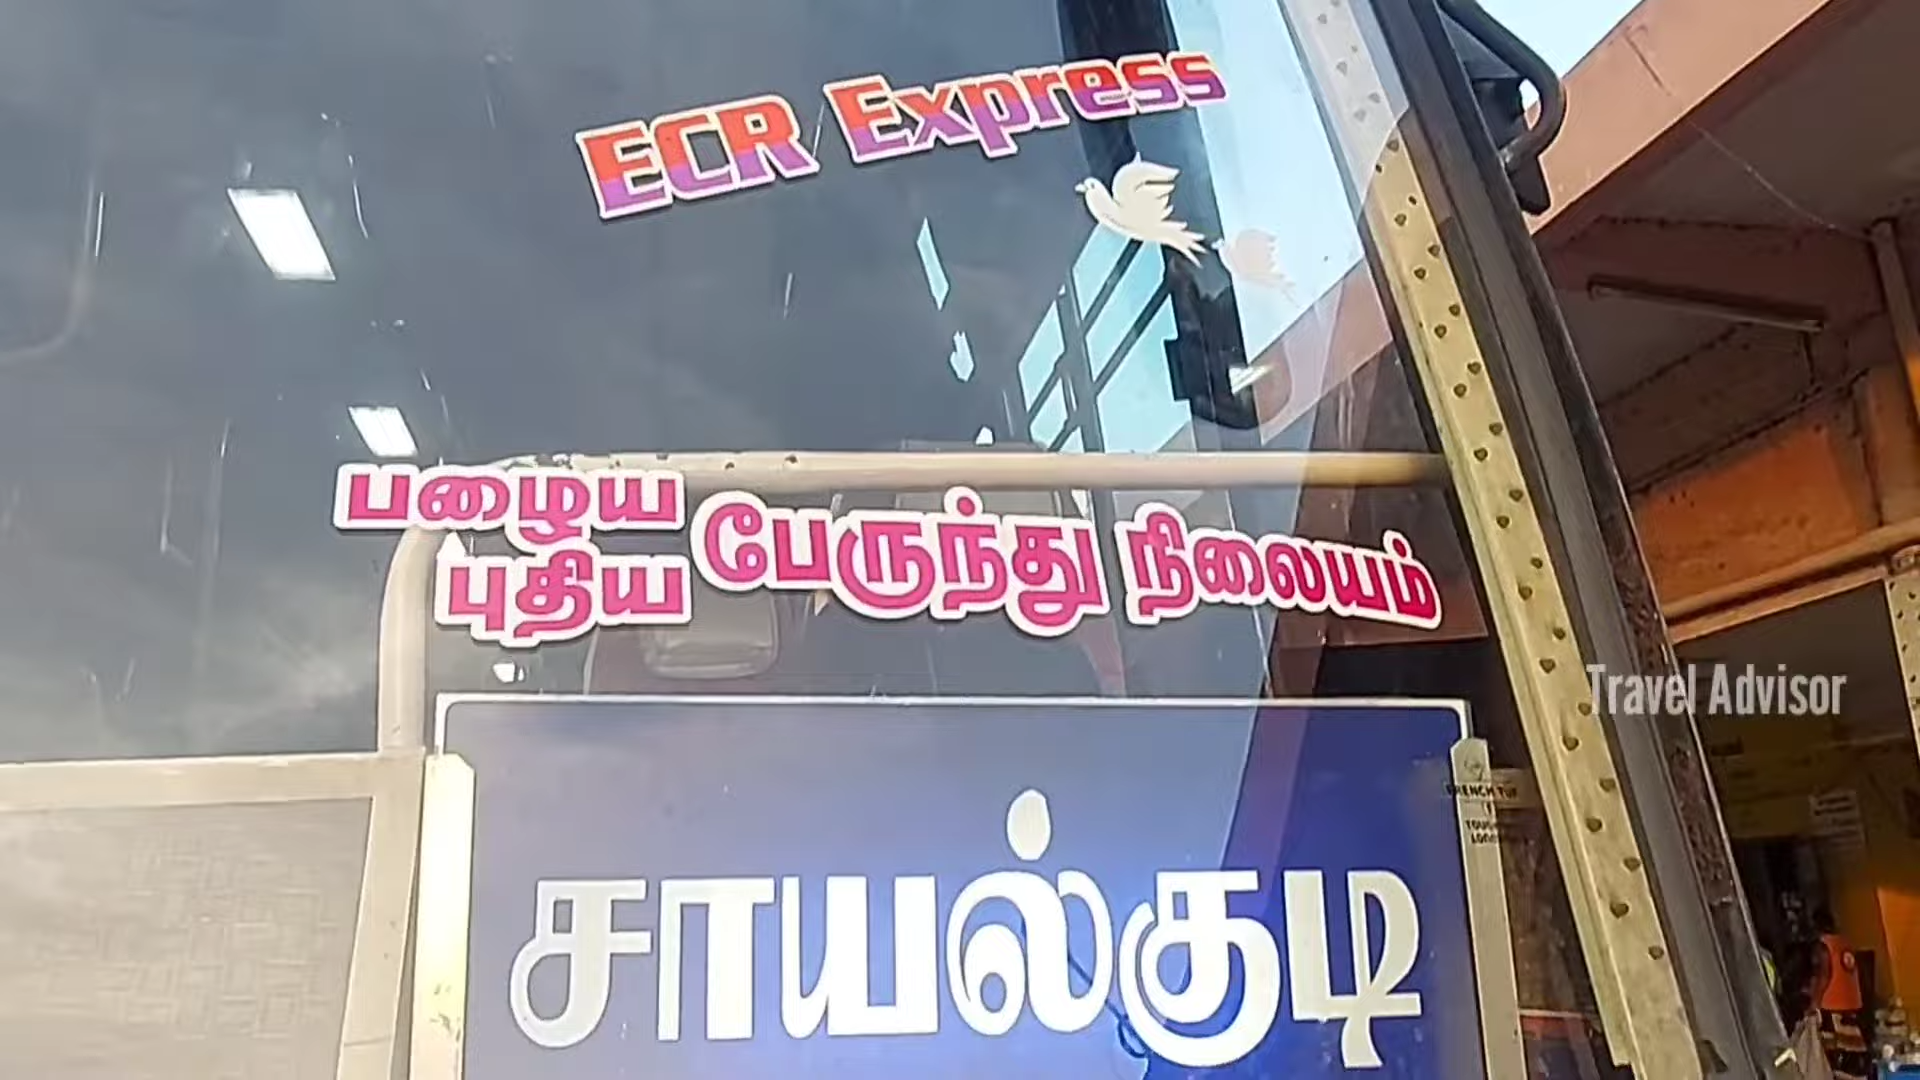 ECR Express
பழைய
புதிய
பேருந்து நிலையம்
Travel Advisor
சாயல்குடி